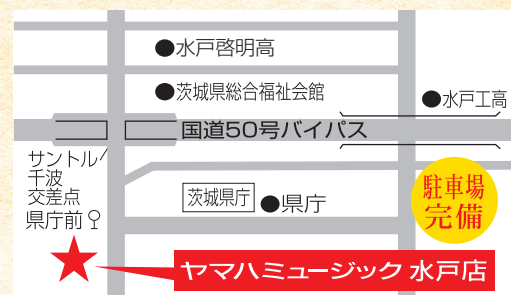 ●水戸啓明高
●茨城県総合福祉会館
●水戸工高
国道50号バイパス
サントル
千波
交差点
県庁前
茨城県庁
●県庁
駐車場
完備
ヤマハミュージック 水戸店